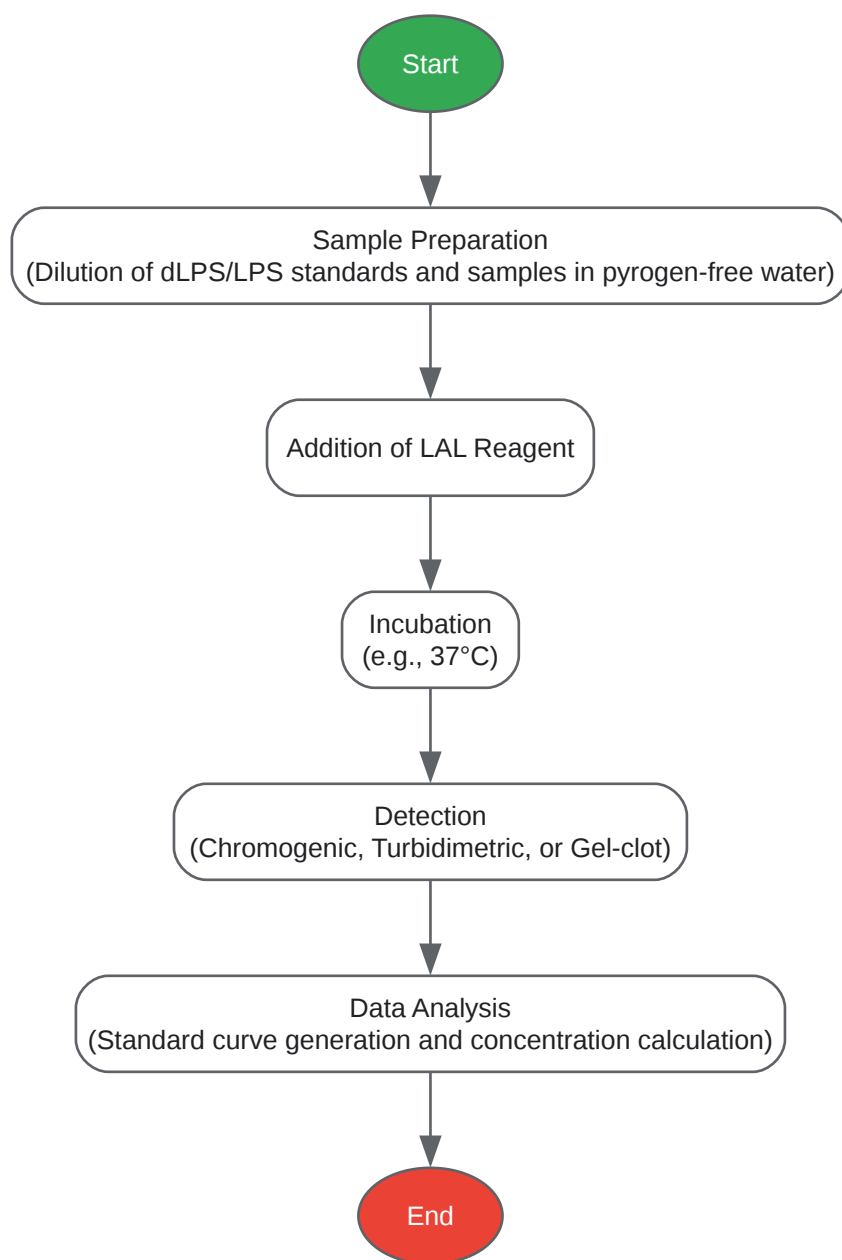 Start
Sample Preparation
(Dilution of dLPS/LPS standards and samples in pyrogen-free water)
Addition of LAL Reagent
Incubation
(e.g., 37°C)
Detection
(Chromogenic, Turbidimetric, or Gel-clot)
Data Analysis
(Standard curve generation and concentration calculation)
End